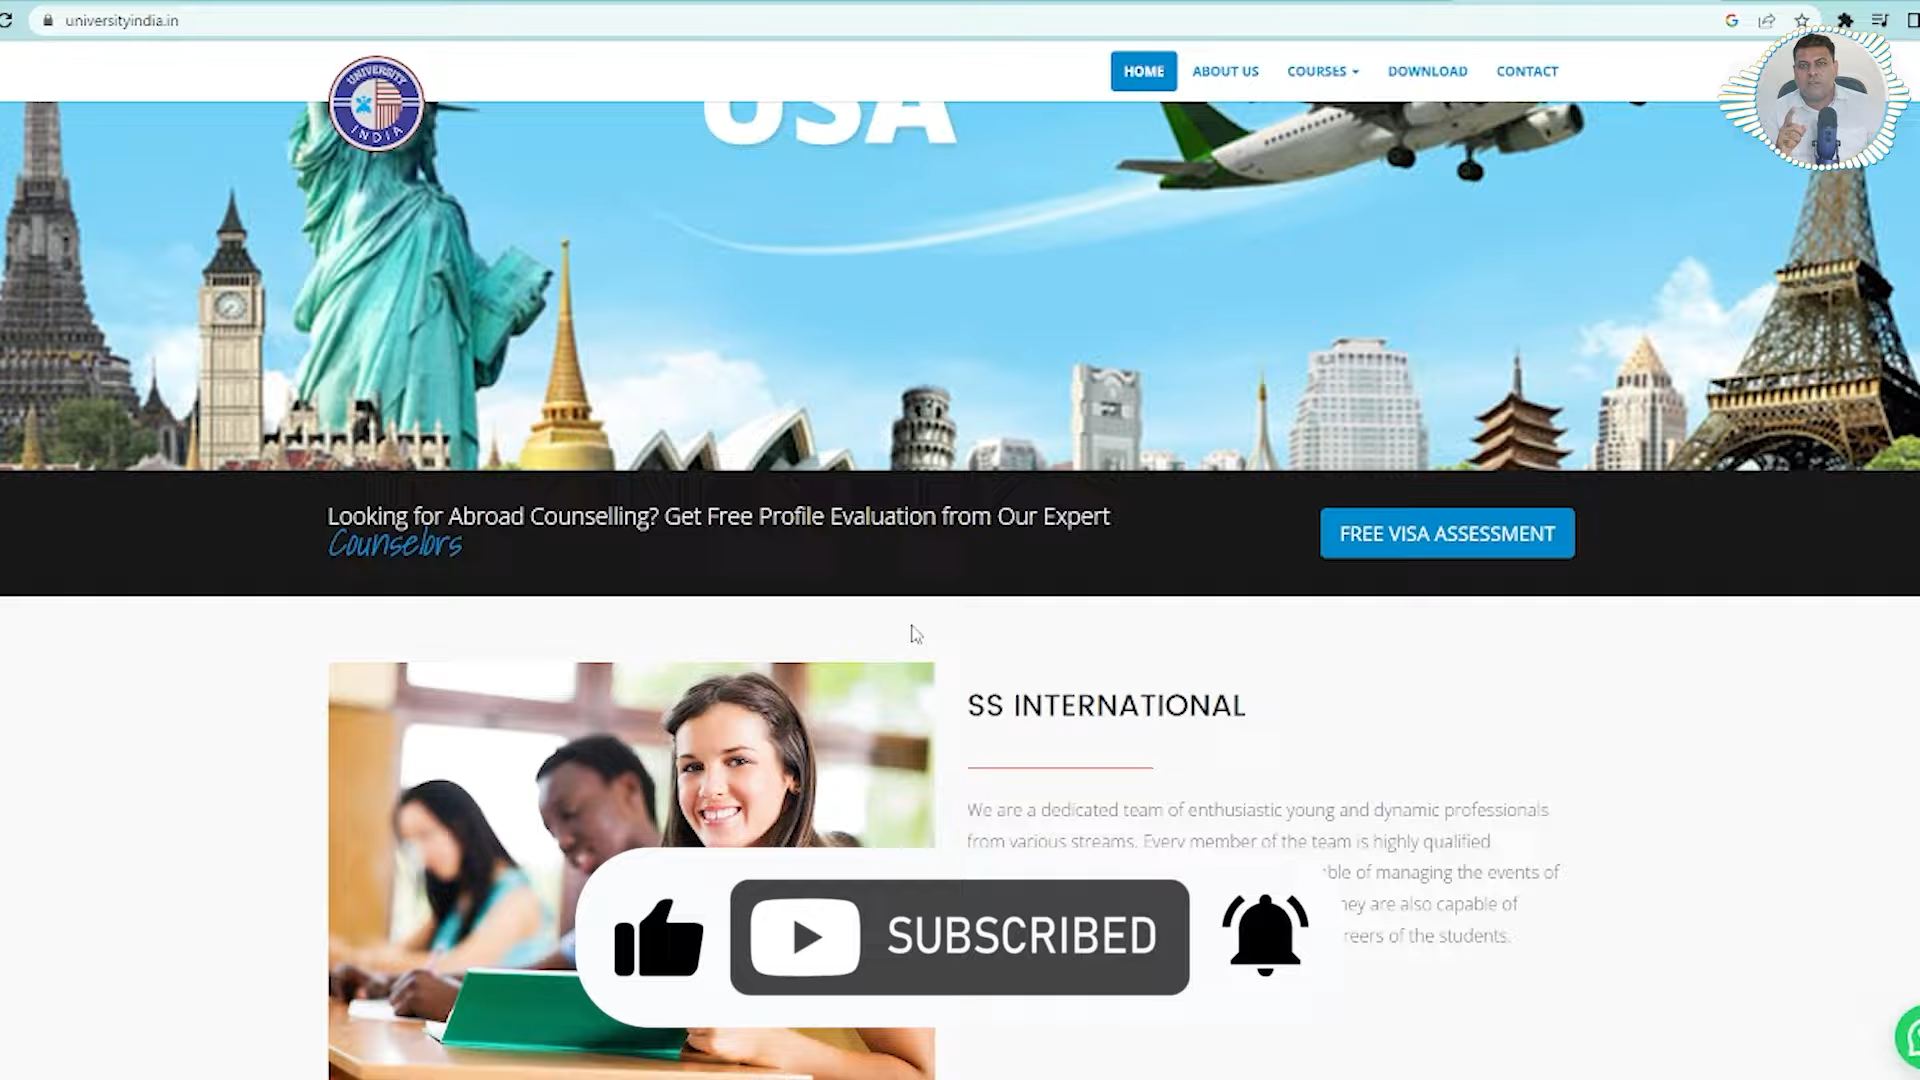 universityindia.in
UNIVERSITY
INDIA
HOME
ABOUT US
COURSES
DOWNLOAD
CONTACT
USA
Looking for Abroad Counselling? Get Free Profile Evaluation from Our Expert
Counselors
FREE VISA ASSESSMENT
SS INTERNATIONAL
We are a dedicated team of enthusiastic young and dynamic professionals
from various streams. Every member of the team is highly qualified
ble of managing the events of
hey are also capable of
reers of the students.
SUBSCRIBED